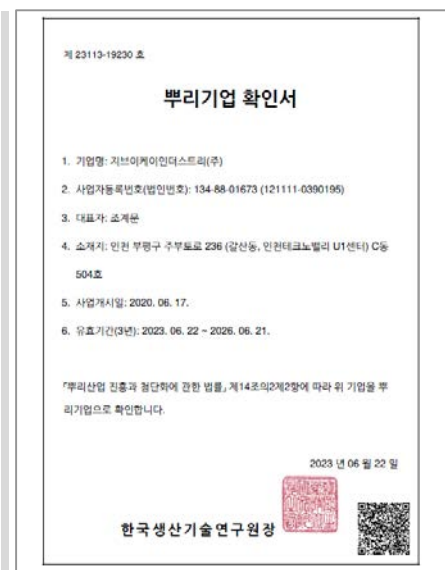 제 23113-19230 호
뿌리기업 확인서
1. 기업명: 지브이케이인더스트리(주)
2. 사업자등록번호(법인번호): 134-88-01673 (121111-0390195)
3. 대표자: 조계문
4. 소재지: 인천 부평구 주부토로 236 (갈산동, 인천테크노밸리 U1센터) C동
504호
5. 사업개시일: 2020. 06. 17.
6. 유효기간(3년): 2023. 06. 22 ~ 2026. 06. 21.
「뿌리산업 진흥과 첨단화에 관한 법률」 제14조의2제2항에 따라 위 기업을 뿌
리기업으로 확인합니다.
2023 년 06 월 22 일
한국생산기술연구원장